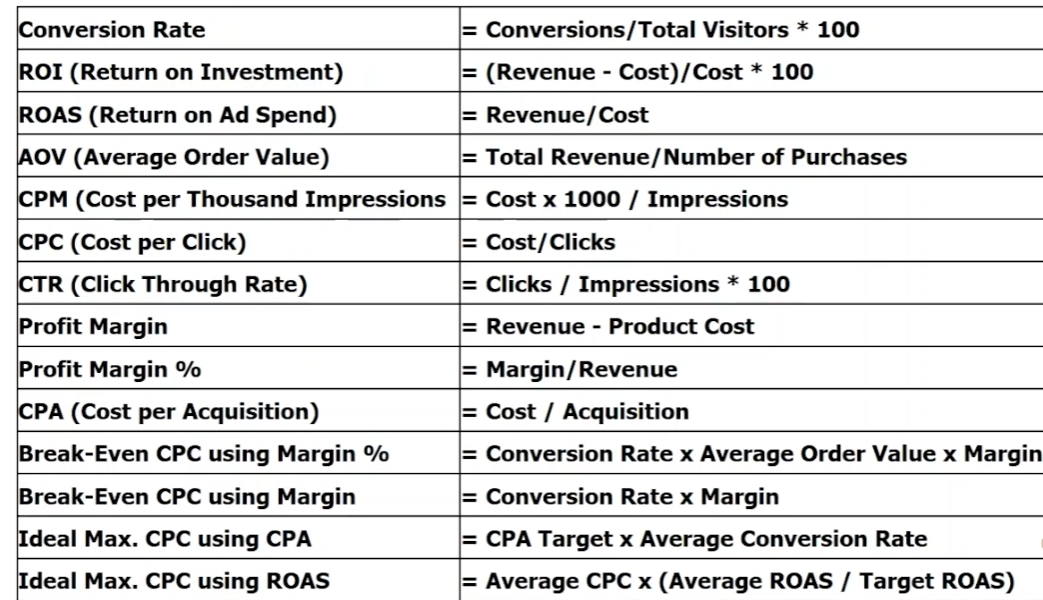 Conversion Rate = Conversions/Total Visitors * 100
ROI (Return on Investment) = (Revenue - Cost)/Cost * 100
ROAS (Return on Ad Spend) = Revenue/Cost
AOV (Average Order Value) = Total Revenue/Number of Purchases
CPM (Cost per Thousand Impressions = Cost x 1000 / Impressions
CPC (Cost per Click) = Cost/Clicks
CTR (Click Through Rate) = Clicks / Impressions * 100
Profit Margin = Revenue - Product Cost
Profit Margin % = Margin/Revenue
CPA (Cost per Acquisition) = Cost / Acquisition
Break-Even CPC using Margin % = Conversion Rate x Average Order Value x Margin
Break-Even CPC using Margin = Conversion Rate x Margin
Ideal Max. CPC using CPA = CPA Target x Average Conversion Rate
Ideal Max. CPC using ROAS = Average CPC x (Average ROAS / Target ROAS)